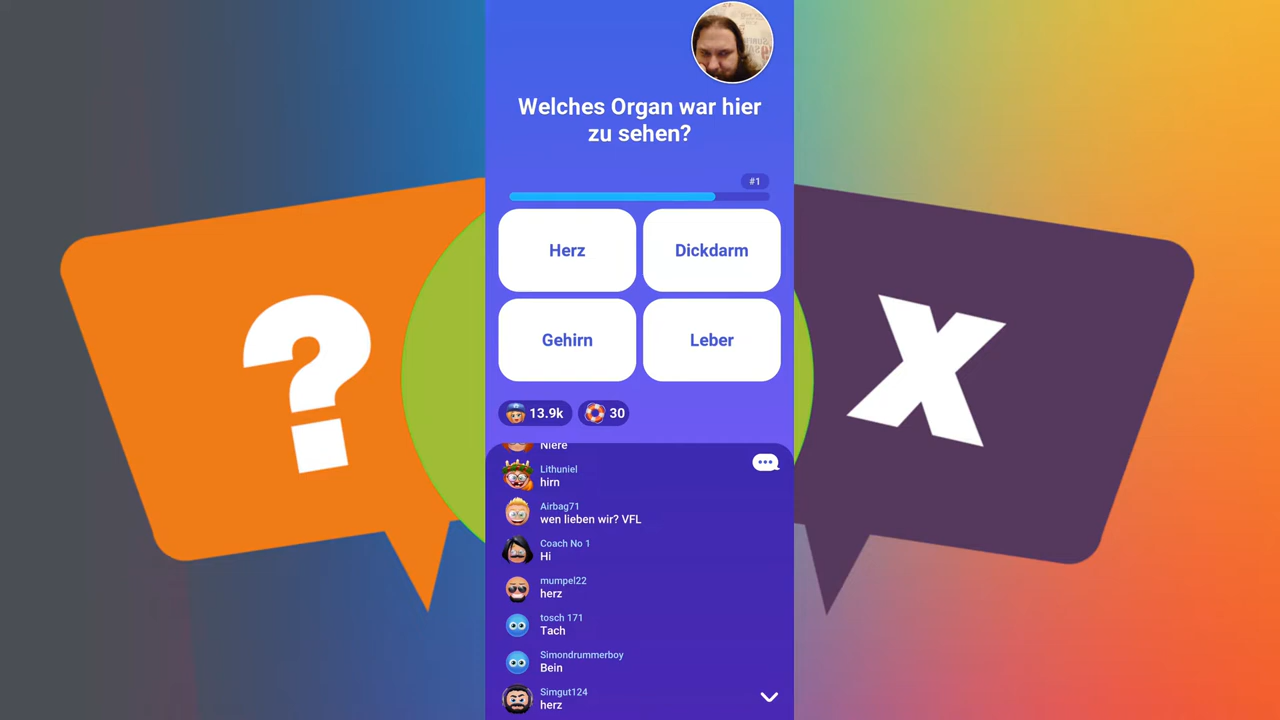 Welches Organ war hier
zu sehen?
#1
Herz
Dickdarm
Gehirn
Leber
13.9k
30
Niere
Lithuniel
hirn
Airbag71
wen lieben wir? VFL
Coach No 1
Hi
mumpel22
herz
tosch 171
Tach
Simondrummerboy
Bein
Simgut124
herz
?
X